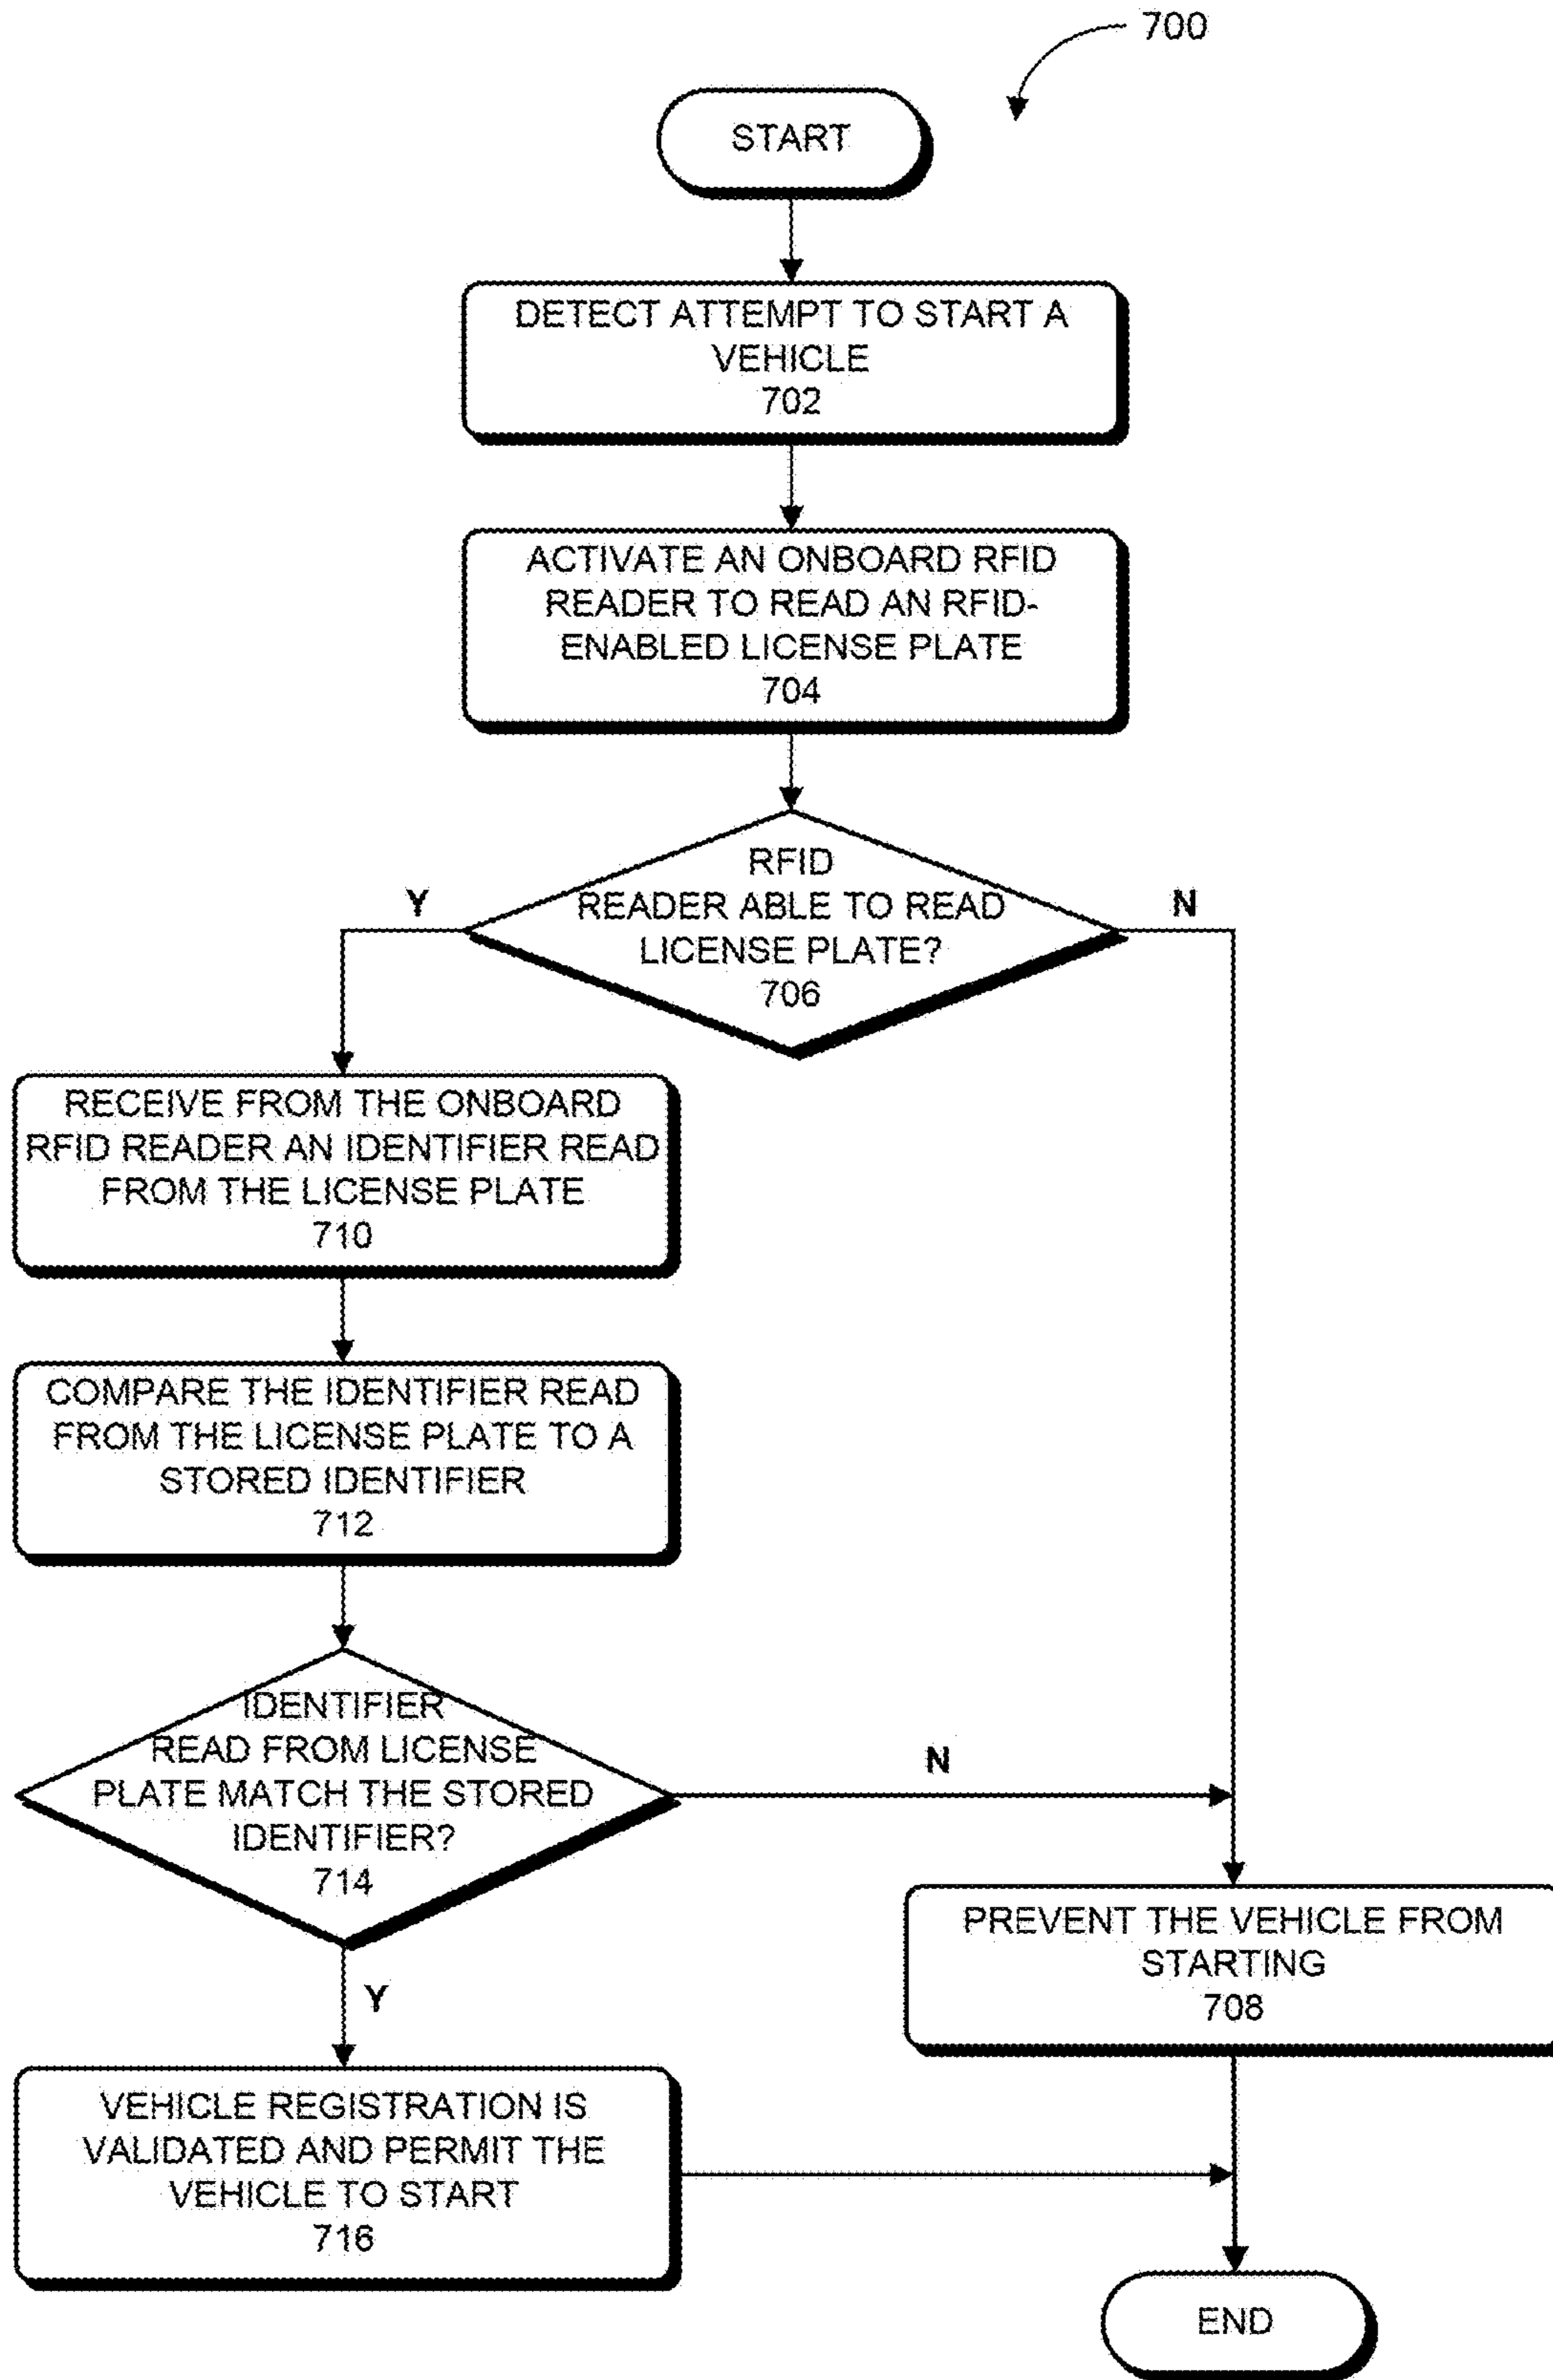 700
START
DETECT ATTEMPT TO START A
VEHICLE
702
ACTIVATE AN ONBOARD RFID
READER TO READ AN RFID-
ENABLED LICENSE PLATE
704
RFID
READER ABLE TO READ
LICENSE PLATE?
706
Y
N
RECEIVE FROM THE ONBOARD
RFID READER AN IDENTIFIER READ
FROM THE LICENSE PLATE
710
COMPARE THE IDENTIFIER READ
FROM THE LICENSE PLATE TO A
STORED IDENTIFIER
712
IDENTIFIER
READ FROM LICENSE
PLATE MATCH THE STORED
IDENTIFIER?
714
N
Y
PREVENT THE VEHICLE FROM
STARTING
708
VEHICLE REGISTRATION IS
VALIDATED AND PERMIT THE
VEHICLE TO START
716
END